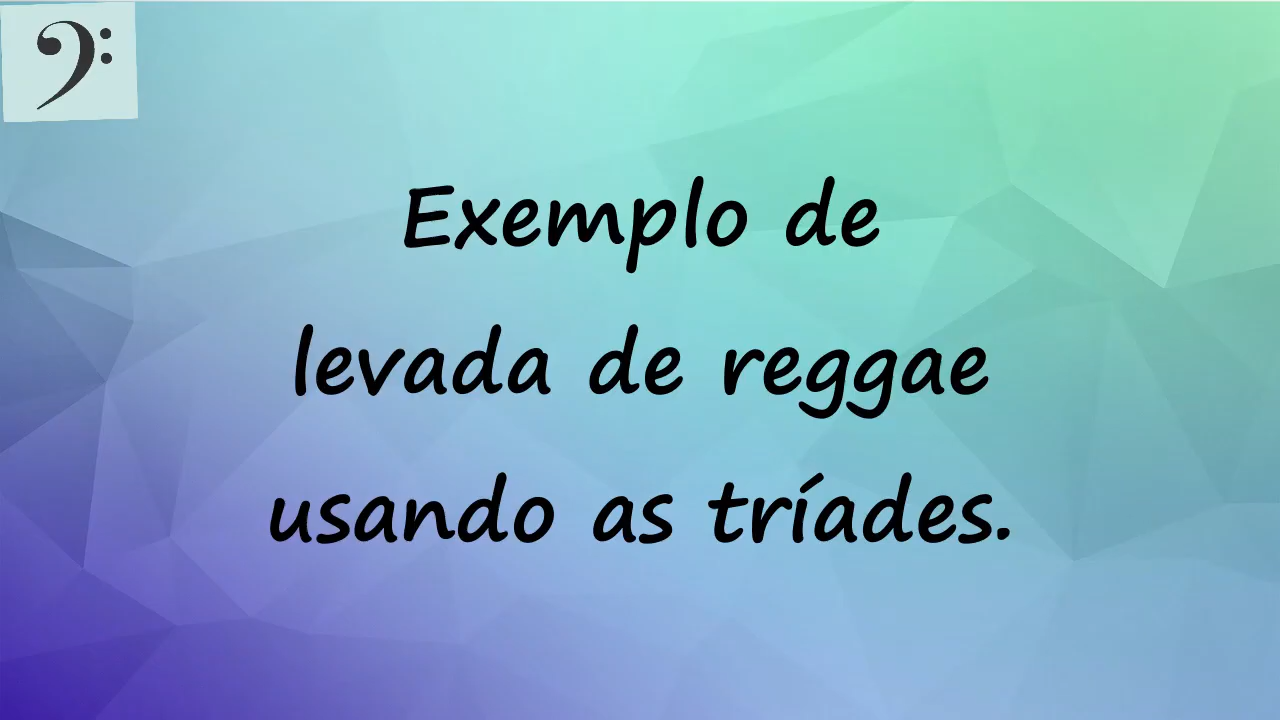 Exemplo de
levada de reggae
usando as tríades.